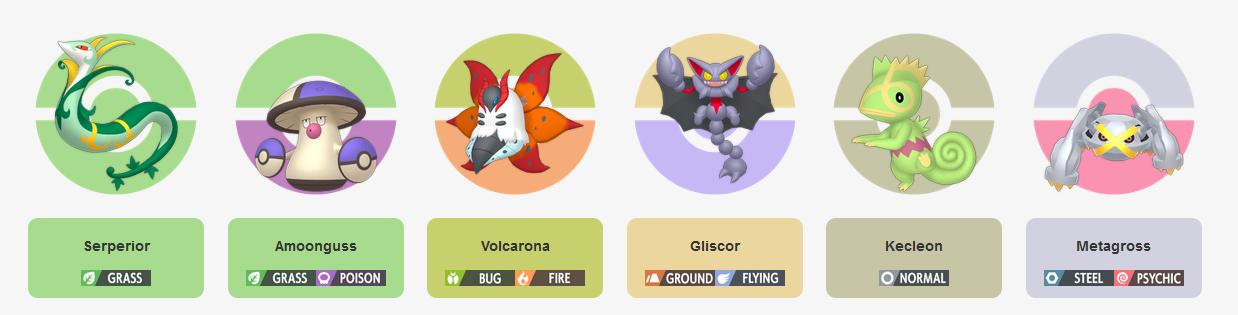 Serperior
GRASS
Amoonguss
GRASS POISON
Volcarona
BUG FIRE
Gliscor
GROUND FLYING
Kecleon
NORMAL
Metagross
STEEL PSYCHIC